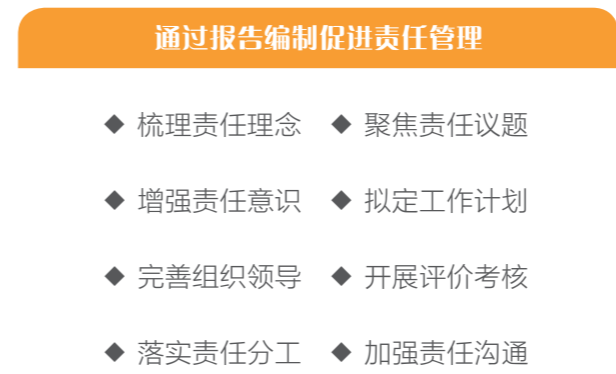 通过报告编制促进责任管理
◆ 梳理责任理念 ◆ 聚焦责任议题
◆ 增强责任意识 ◆ 拟定工作计划
◆ 完善组织领导 ◆ 开展评价考核
◆ 落实责任分工 ◆ 加强责任沟通